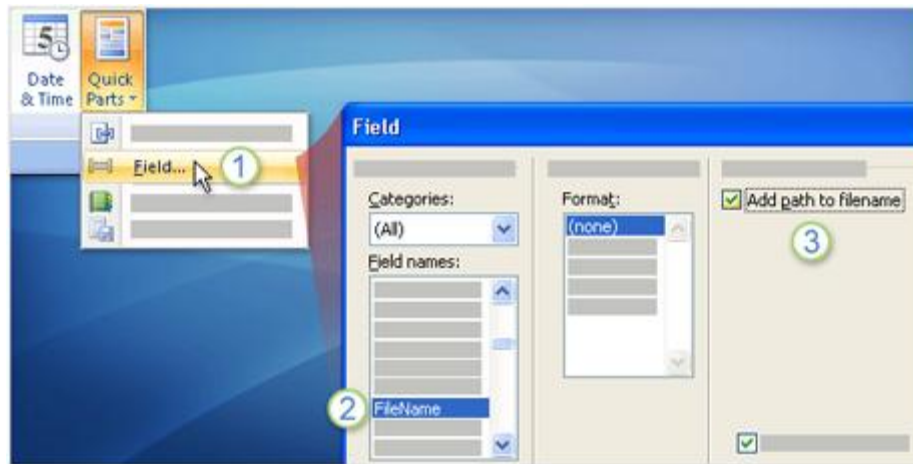 5
Date
& Time
Quick
Parts
Field...
1
Field
Categories:
(All)
Field names:
2
FileName
Format:
(none)
Add path to filename
3